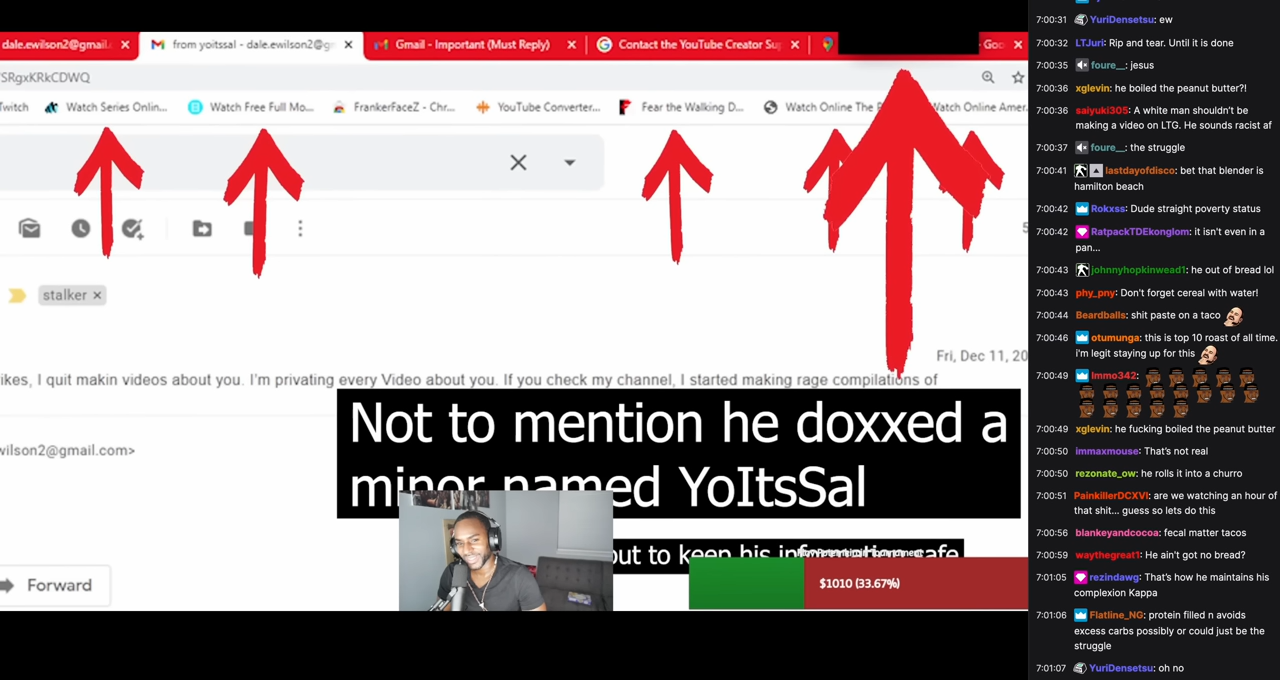 dale.ewilson2@gmail.
from yoitssal - dale.ewilson2@g
Gmail - Important (Must Reply)
Contact the YouTube Creator Su
- Goo
SRgxKRkCDWQ
Twitch
Watch Series Onlin...
Watch Free Full Mo...
FrankerFaceZ - Chr...
YouTube Converter...
Fear the Walking D...
Watch Online The
Watch Online Amer.
stalker
Fri, Dec 11, 20
ikes, I quit makin videos about you. I'm privating every Video about you. If you check my channel, I started making rage compilations of
Not to mention he doxxed a
minor named YoItsSal
wilson2@gmail.com>
out to keep his
$1010 (33.67%)
Forward
7:00:31 YuriDensetsu: ew
7:00:32 LTJuri: Rip and tear. Until it is done
7:00:35 foure__: jesus
7:00:36 xglevin: he boiled the peanut butter?!
7:00:36 saiyuki305: A white man shouldn't be
making a video on LTG. He sounds racist af
7:00:37 foure__: the struggle
7:00:41 lastdayofdisco: bet that blender is
hamilton beach
7:00:42 Rokxss: Dude straight poverty status
7:00:42 RatpackTDEkonglom: it isn't even in a
pan...
7:00:43 johnnyhopkinwead1: he out of bread lol
7:00:43 phy_pny: Don't forget cereal with water!
7:00:44 Beardballs: shit paste on a taco
7:00:46 otumunga: this is top 10 roast of all time.
i'm legit staying up for this
7:00:49 Immo342:
7:00:49 xglevin: he fucking boiled the peanut butter
7:00:50 immaxmouse: That's not real
7:00:50 rezonate_ow: he rolls it into a churro
7:00:51 PainkillerDCXVI: are we watching an hour of
that shit... guess so lets do this
7:00:56 blankeyandcocoa: fecal matter tacos
7:00:59 waythegreat1: He ain't got no bread?
7:01:05 rezindawg: That's how he maintains his
complexion Kappa
7:01:06 Flatline_NG: protein filled n avoids
excess carbs possibly or could just be the
struggle
7:01:07 YuriDensetsu: oh no